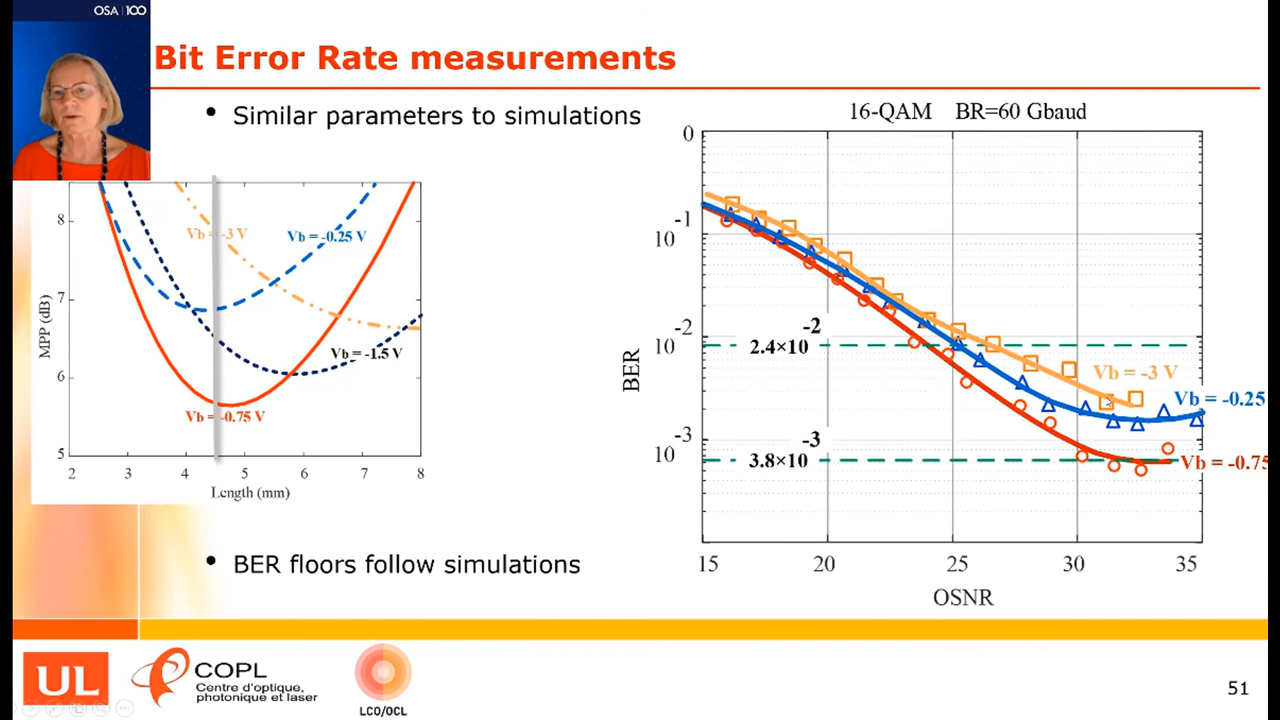 OSA | 100
Bit Error Rate measurements
• Similar parameters to simulations
8
7
6
5
MPP (dB)
Vb = -3 V
Vb = -0.25 V
Vb = -1.5 V
Vb = -0.75 V
2 3 4 5 6 7 8
Length (mm)
• BER floors follow simulations
16-QAM BR=60 Gbaud
0
10-1
10-2
10-3
BER
2.4×10-2
3.8×10-3
Vb = -3 V
Vb = -0.25
Vb = -0.75
15 20 25 30 35
OSNR
UL
COPL
Centre d'optique,
photonique et laser
LCO/OCL
51